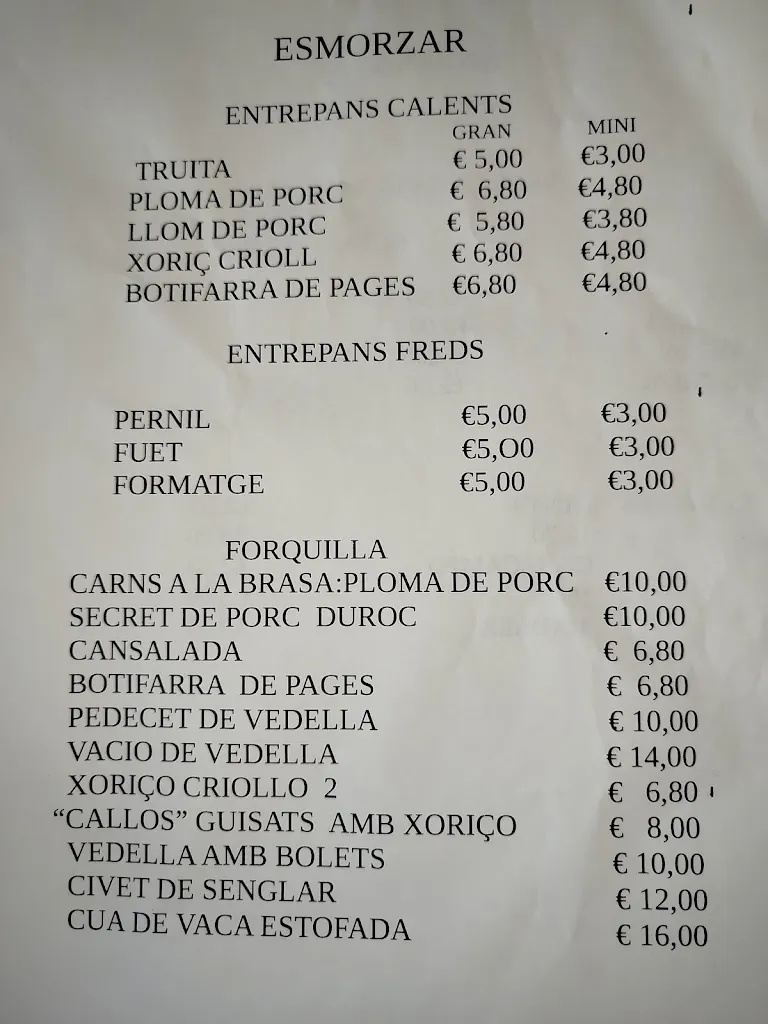 ESMORZAR
ENTREPANS CALENTS
GRAN MINI
TRUITA € 5,00 €3,00
PLOMA DE PORC € 6,80 €4,80
LLOM DE PORC € 5,80 €3,80
XORIÇ CRIOLL € 6,80 €4,80
BOTIFARRA DE PAGES €6,80 €4,80
ENTREPANS FREDS
PERNIL €5,00 €3,00
FUET €5,O0 €3,00
FORMATGE €5,00 €3,00
FORQUILLA
CARNS A LA BRASA:PLOMA DE PORC €10,00
SECRET DE PORC DUROC €10,00
CANSALADA € 6,80
BOTIFARRA DE PAGES € 6,80
PEDECET DE VEDELLA € 10,00
VACIO DE VEDELLA € 14,00
XORIÇO CRIOLLO 2 € 6,80
“CALLOS” GUISATS AMB XORIÇO € 8,00
VEDELLA AMB BOLETS € 10,00
CIVET DE SENGLAR € 12,00
CUA DE VACA ESTOFADA € 16,00